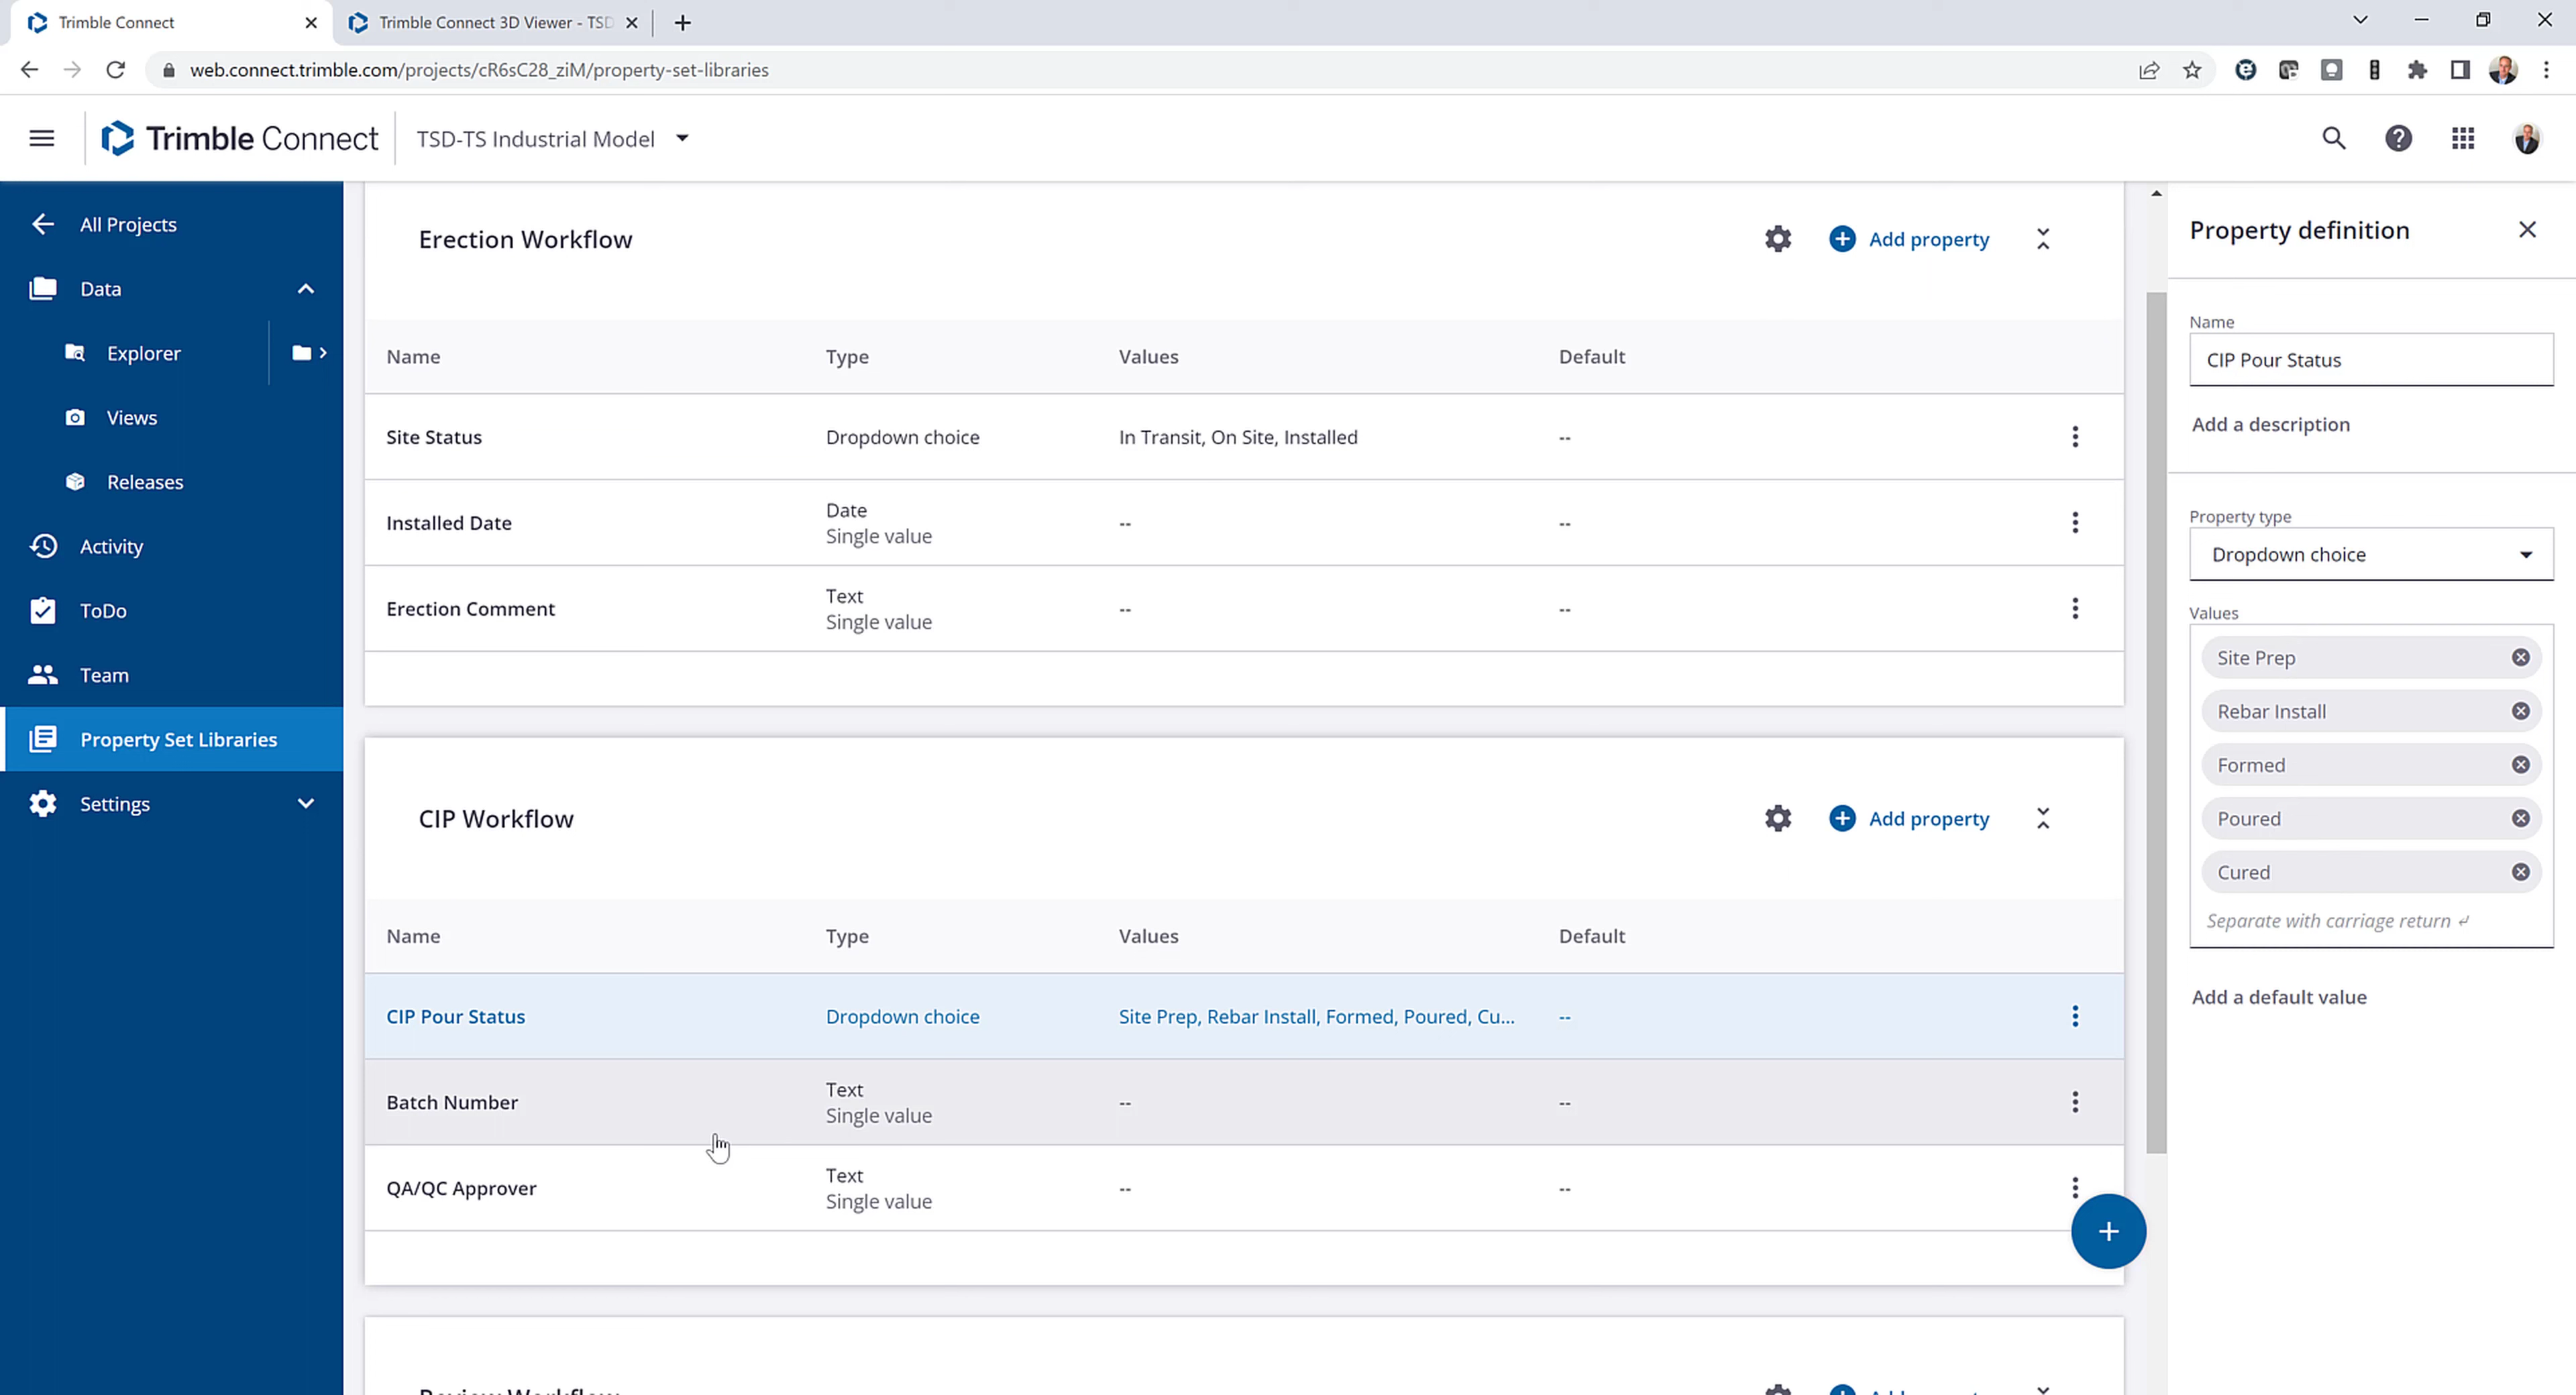 Trimble Connect
Trimble Connect 3D Viewer - TSD
web.connect.trimble.com/projects/cR6sC28_ziM/property-set-libraries
Trimble Connect
TSD-TS Industrial Model
All Projects
Data
Explorer
Views
Releases
Activity
ToDo
Team
Property Set Libraries
Settings
Erection Workflow
Add property
Name Type Values Default
Site Status Dropdown choice In Transit, On Site, Installed --
Installed Date Date Single value -- --
Erection Comment Text Single value -- --
CIP Workflow
Add property
Name Type Values Default
CIP Pour Status Dropdown choice Site Prep, Rebar Install, Formed, Poured, Cu... --
Batch Number Text Single value -- --
QA/QC Approver Text Single value -- --
Property definition
Name
CIP Pour Status
Add a description
Property type
Dropdown choice
Values
Site Prep
Rebar Install
Formed
Poured
Cured
Separate with carriage return ↵
Add a default value